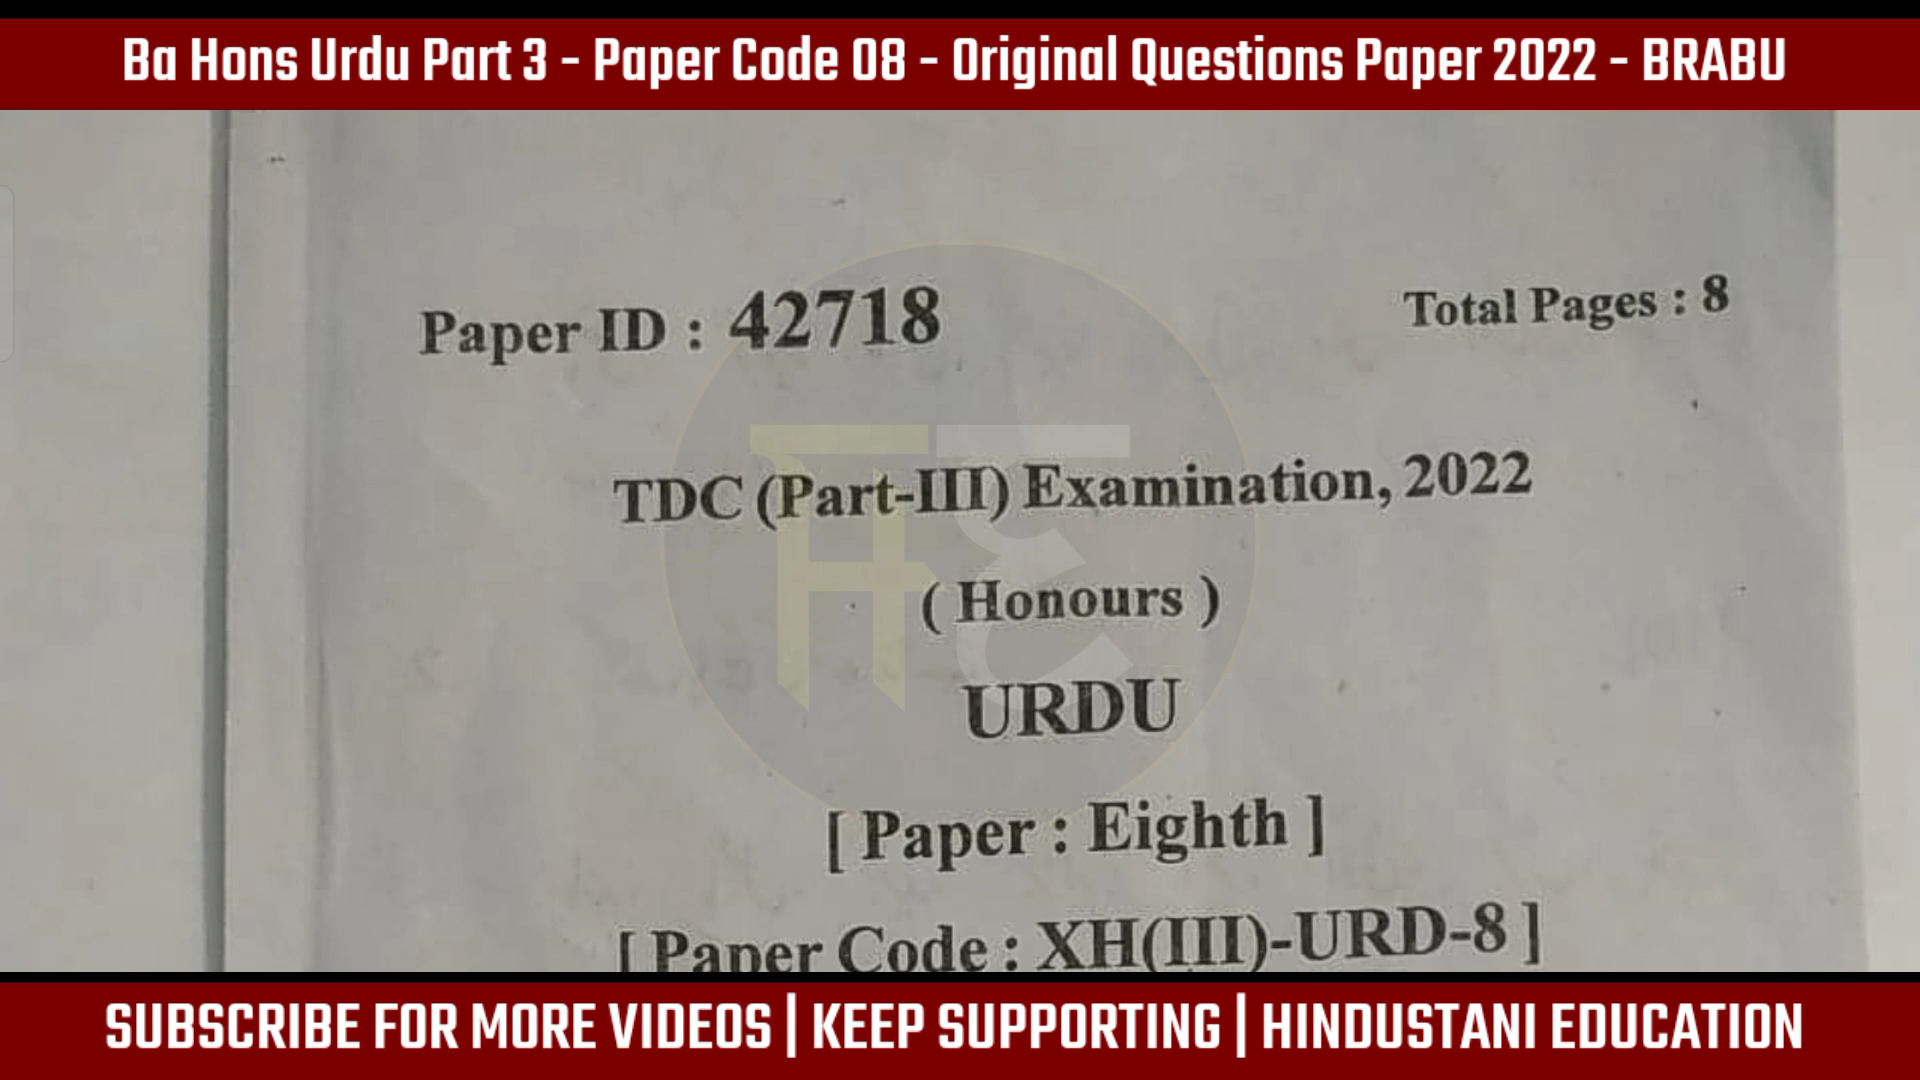 Ba Hons Urdu Part 3 - Paper Code 08 - Original Questions Paper 2022 - BRABU
Paper ID : 42718
Total Pages : 8
TDC (Part-III) Examination, 2022
( Honours )
URDU
[ Paper : Eighth ]
[ Paper Code : XH(III)-URD-8 ]
SUBSCRIBE FOR MORE VIDEOS | KEEP SUPPORTING | HINDUSTANI EDUCATION